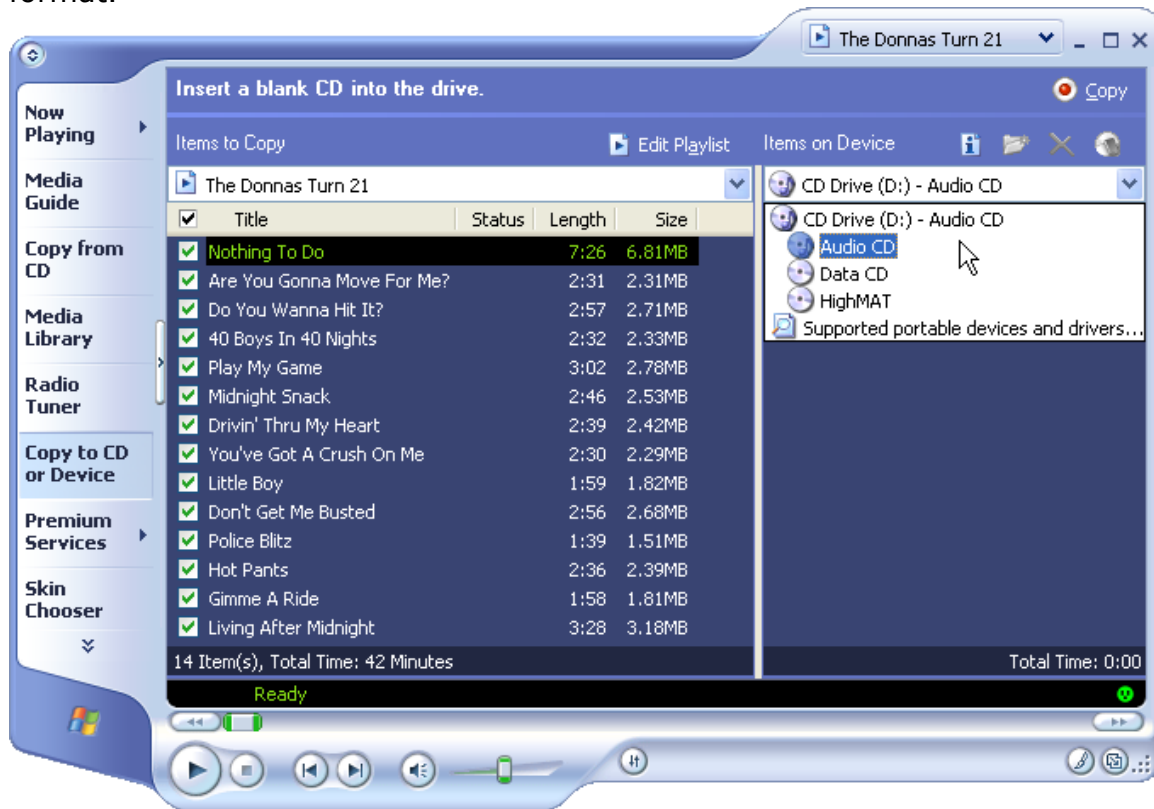 format.
The Donnas Turn 21
Insert a blank CD into the drive.
Copy
Now
Playing
Media
Guide
Copy from
CD
Media
Library
Radio
Tuner
Copy to CD
or Device
Premium
Services
Skin
Chooser
Items to Copy
Edit Playlist
Items on Device
The Donnas Turn 21
CD Drive (D:) - Audio CD
Title Status Length Size
Nothing To Do 7:26 6.81MB
Are You Gonna Move For Me? 2:31 2.31MB
Do You Wanna Hit It? 2:57 2.71MB
40 Boys In 40 Nights 2:32 2.33MB
Play My Game 3:02 2.78MB
Midnight Snack 2:46 2.53MB
Drivin' Thru My Heart 2:39 2.42MB
You've Got A Crush On Me 2:30 2.29MB
Little Boy 1:59 1.82MB
Don't Get Me Busted 2:56 2.68MB
Police Blitz 1:39 1.51MB
Hot Pants 2:36 2.39MB
Gimme A Ride 1:58 1.81MB
Living After Midnight 3:28 3.18MB
14 Item(s), Total Time: 42 Minutes
CD Drive (D:) - Audio CD
Audio CD
Data CD
HighMAT
Supported portable devices and drivers...
Total Time: 0:00
Ready